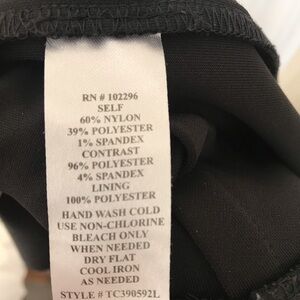 RN # 102296
SELF
60% NYLON
39% POLYESTER
1% SPANDEX
CONTRAST
96% POLYESTER
4% SPANDEX
LINING
100% POLYESTER
HAND WASH COLD
USE NON-CHLORINE
BLEACH ONLY
WHEN NEEDED
DRY FLAT
COOL IRON
AS NEEDED
STYLE # TC390592L